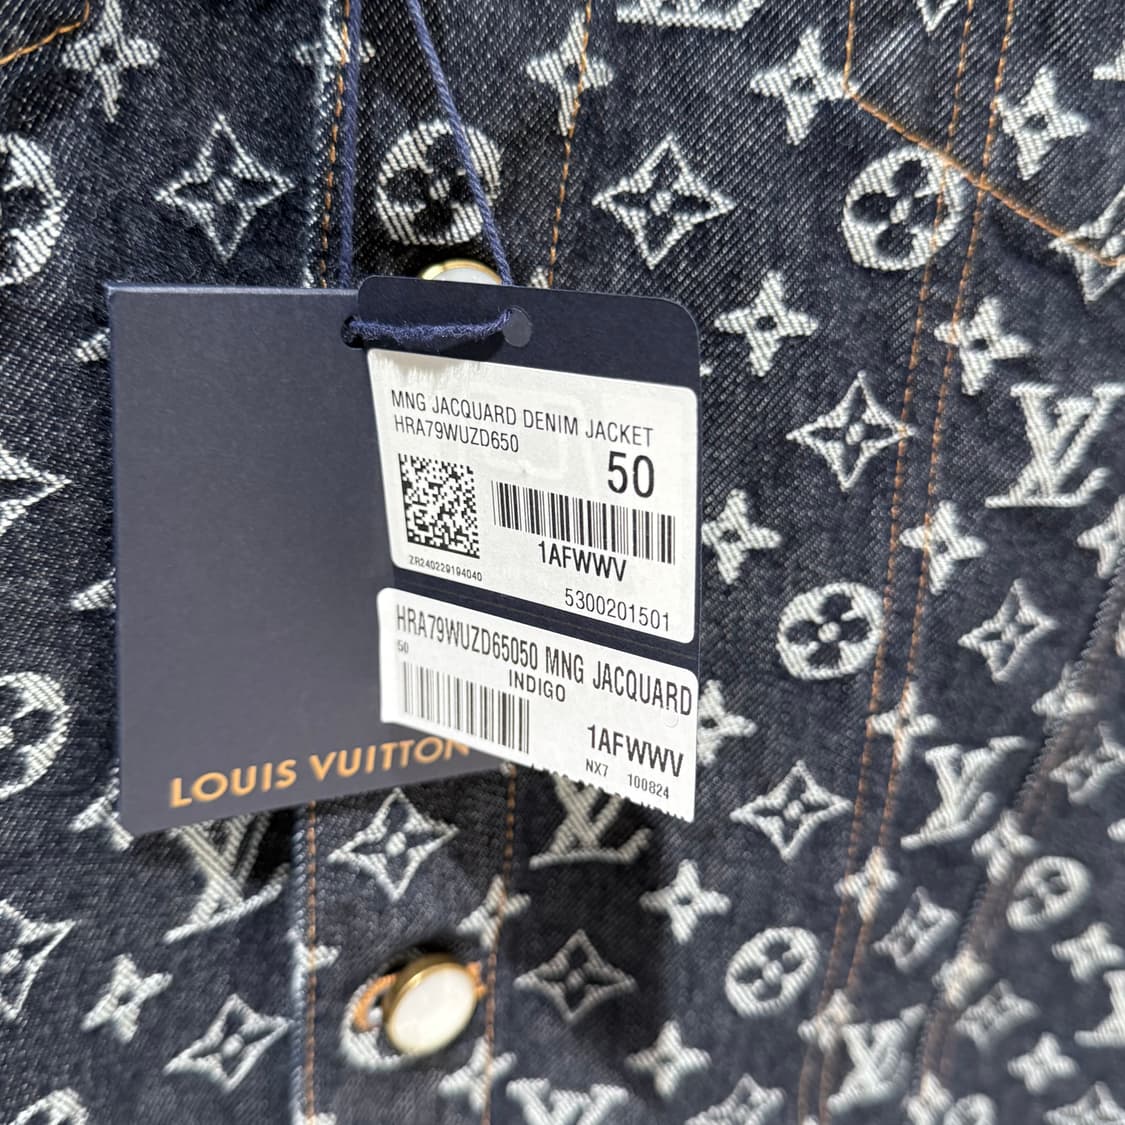 MNG JACQUARD DENIM JACKET
HRA79WUZD650
50
1AFWWV
ZR240229194040
5300201501
HRA79WUZD65050 MNG JACQUARD
50
INDIGO
1AFWWV
NX7 100824
LOUIS VUITTON